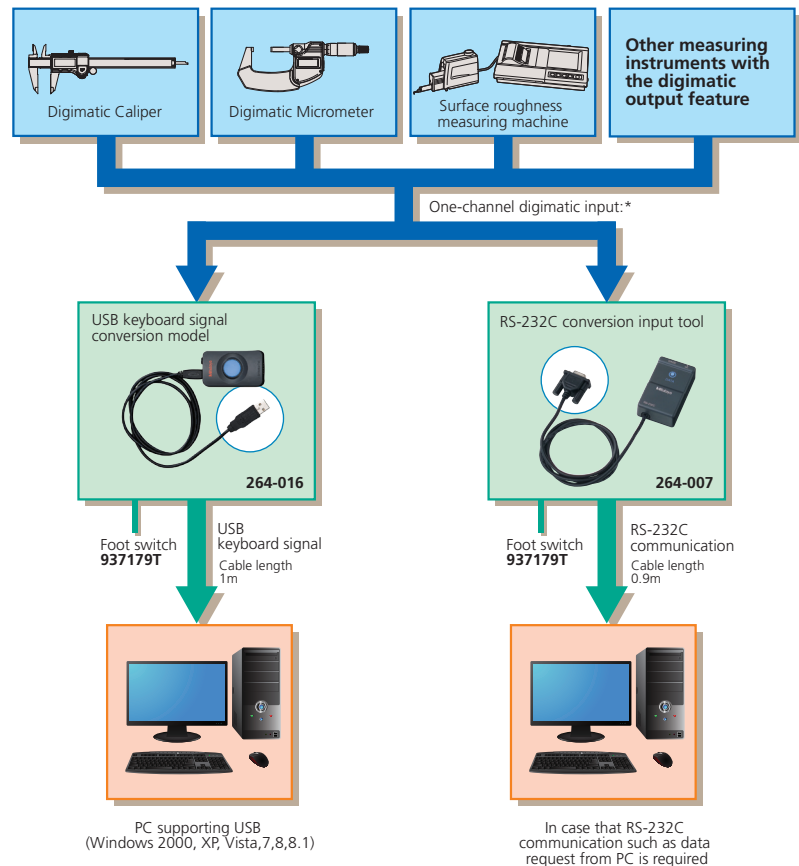 Digimatic Caliper
Digimatic Micrometer
Surface roughness
measuring machine
Other measuring
instruments with
the digimatic
output feature
One-channel digimatic input:*
USB keyboard signal
conversion model
264-016
RS-232C conversion input tool
264-007
Foot switch
937179T
USB
keyboard signal
Cable length
1m
Foot switch
937179T
RS-232C
communication
Cable length
0.9m
PC supporting USB
(Windows 2000, XP, Vista,7,8,8.1)
In case that RS-232C
communication such as data
request from PC is required